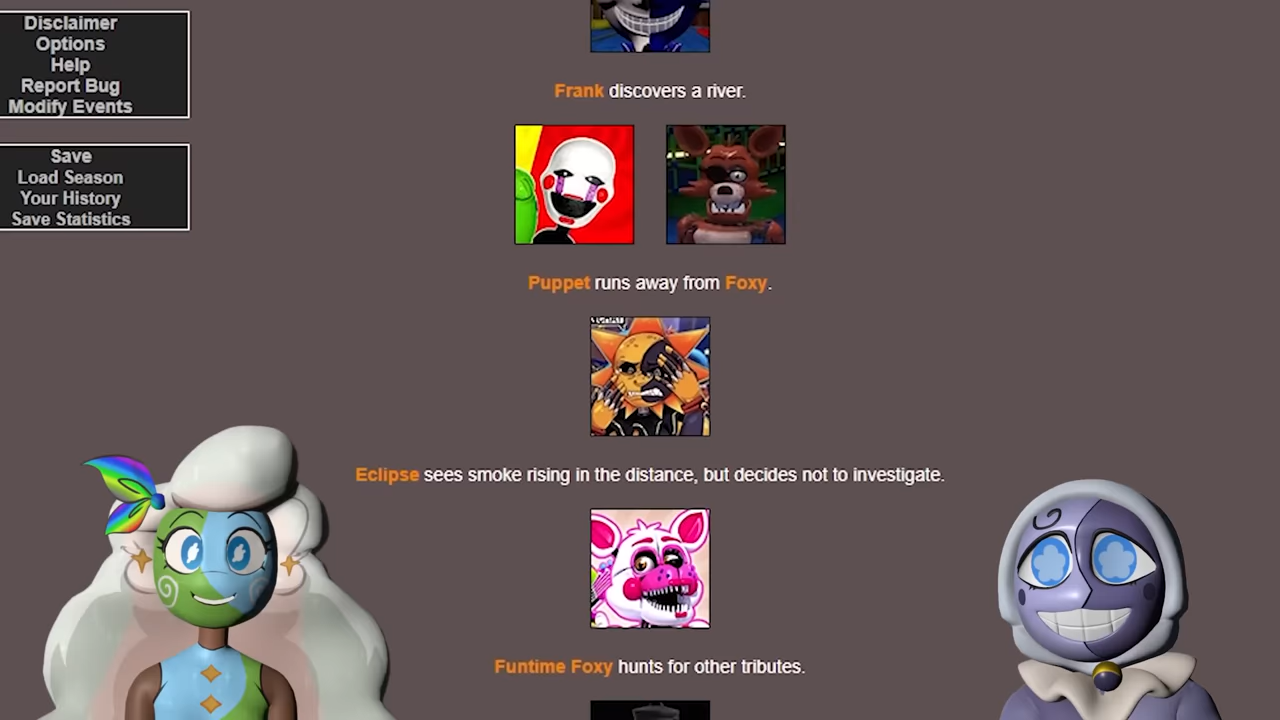 Disclaimer
Options
Help
Report Bug
Modify Events
Save
Load Season
Your History
Save Statistics
Frank discovers a river.
Puppet runs away from Foxy.
Eclipse sees smoke rising in the distance, but decides not to investigate.
Funtime Foxy hunts for other tributes.